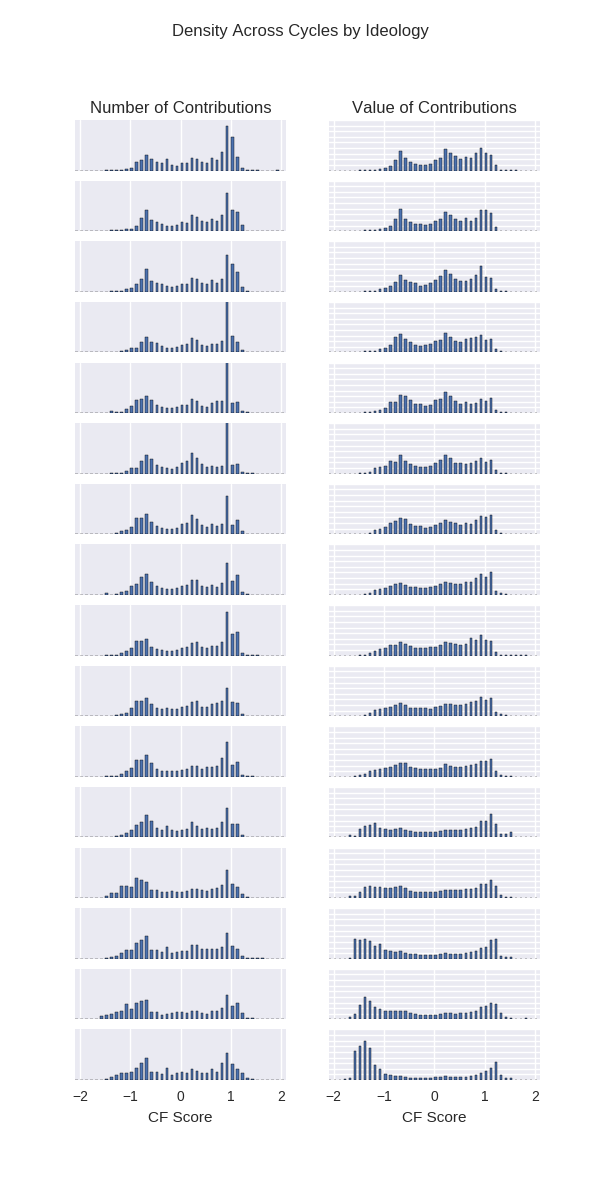 Density Across Cycles by Ideology
Number of Contributions
Value of Contributions
−2 −1 0 1 2
−2 −1 0 1 2
CF Score
CF Score